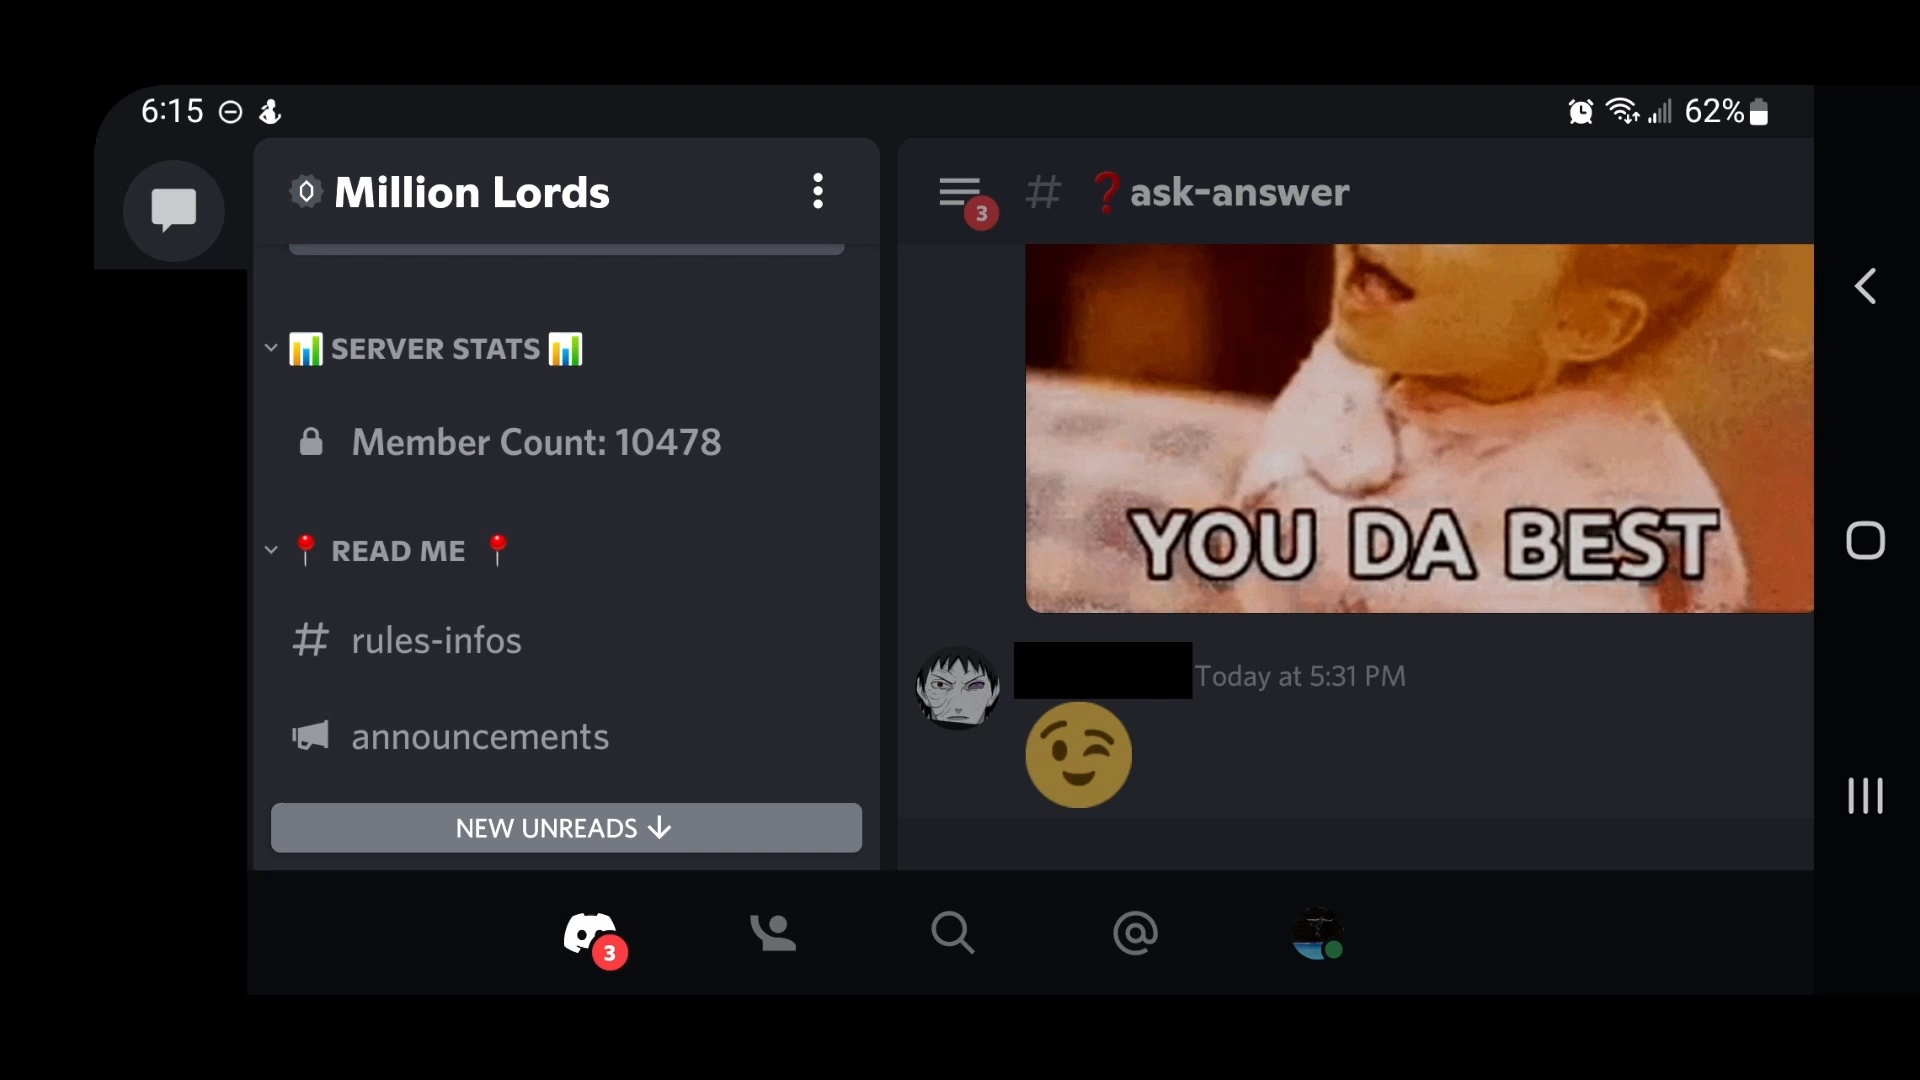 6:15
62%
Million Lords
SERVER STATS
Member Count: 10478
READ ME
rules-infos
announcements
NEW UNREADS
3
3
# ❓ask-answer
YOU DA BEST
Today at 5:31 PM